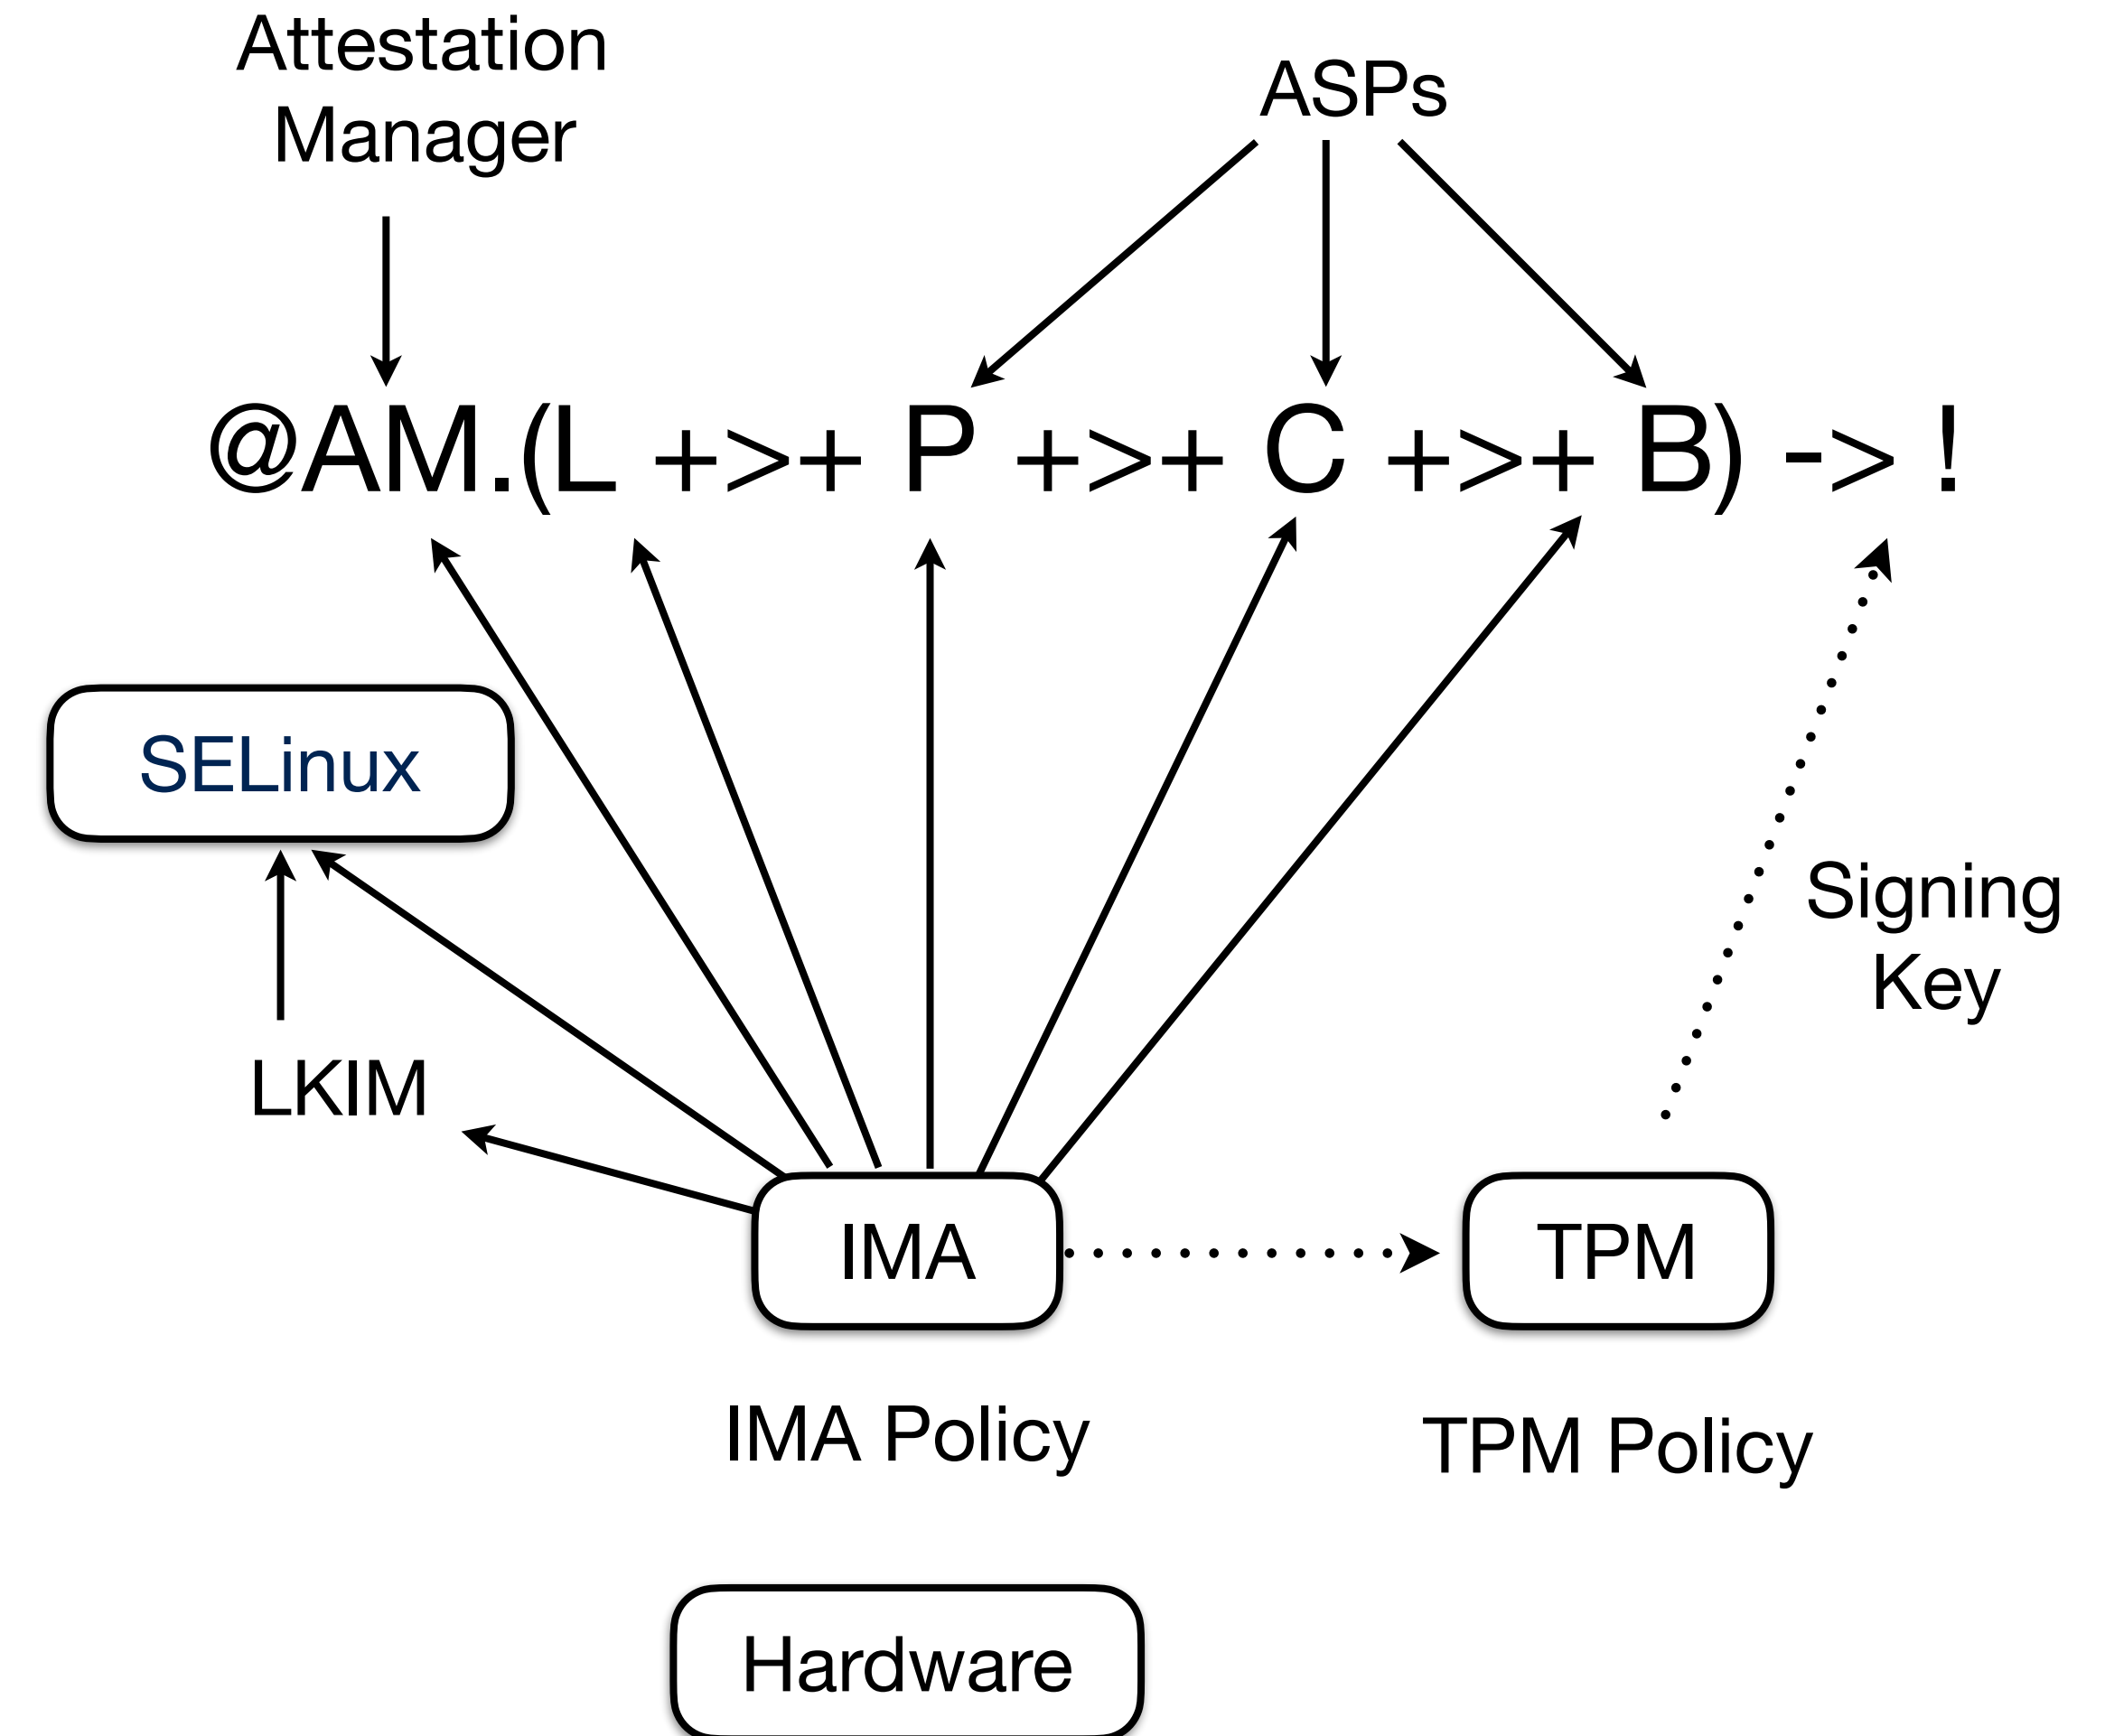 Attestation
Manager
ASPs
@AM.(L +>+ P +>+ C +>+ B) -> !
SELinux
Signing
Key
LKIM
IMA
TPM
IMA Policy
TPM Policy
Hardware